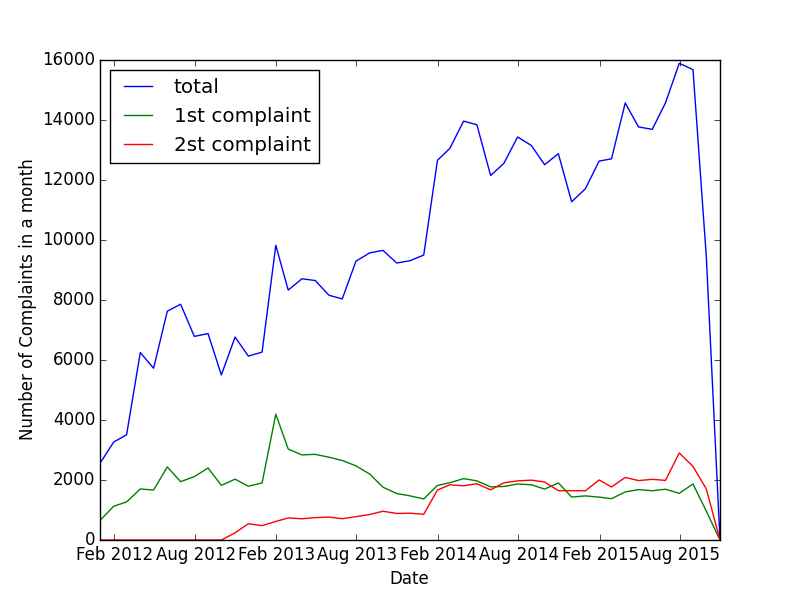 16000
14000
12000
10000
8000
6000
4000
2000
0
Number of Complaints in a month
total
1st complaint
2st complaint
Feb 2012 Aug 2012 Feb 2013 Aug 2013 Feb 2014 Aug 2014 Feb 2015 Aug 2015
Date